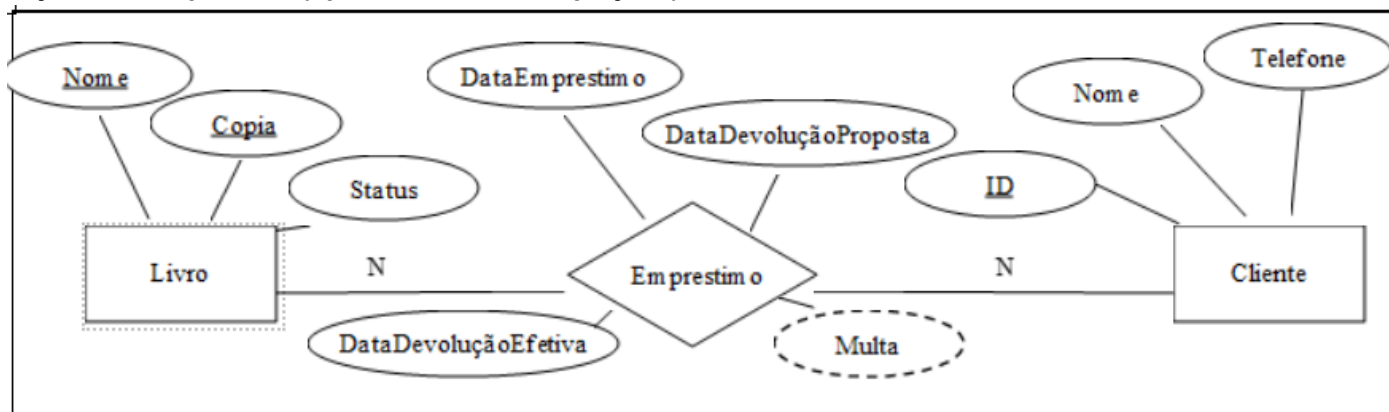 Nome
Copia
Status
DataEmprestimo
DataDevoluçãoProposta
Nome
Telefone
ID
Livro
N
Emprestimo
N
Cliente
DataDevoluçãoEfetiva
Multa